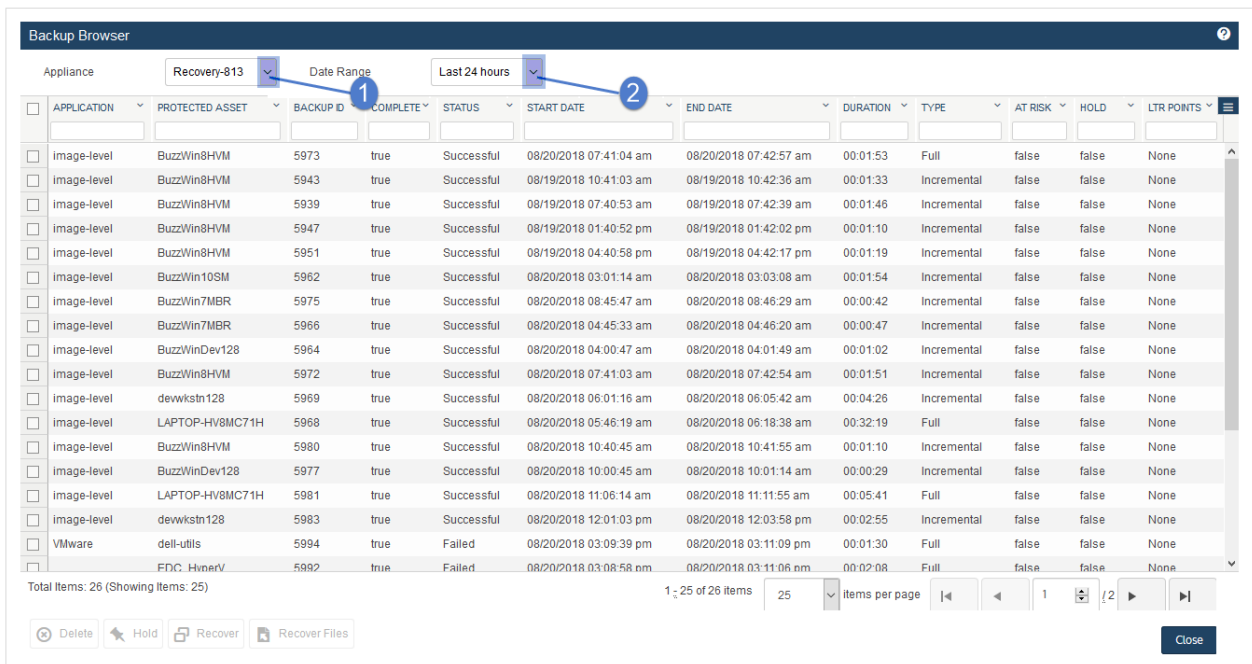 Backup Browser
Appliance Recovery-813 Date Range Last 24 hours
1 2
APPLICATION PROTECTED ASSET BACKUP ID COMPLETE STATUS START DATE END DATE DURATION TYPE AT RISK HOLD LTR POINTS
image-level BuzzWin8HVM 5973 true Successful 08/20/2018 07:41:04 am 08/20/2018 07:42:57 am 00:01:53 Full false false None
image-level BuzzWin8HVM 5943 true Successful 08/19/2018 10:41:03 am 08/19/2018 10:42:36 am 00:01:33 Incremental false false None
image-level BuzzWin8HVM 5939 true Successful 08/19/2018 07:40:53 am 08/19/2018 07:42:39 am 00:01:46 Incremental false false None
image-level BuzzWin8HVM 5947 true Successful 08/19/2018 01:40:52 pm 08/19/2018 01:42:02 pm 00:01:10 Incremental false false None
image-level BuzzWin8HVM 5951 true Successful 08/19/2018 04:40:58 pm 08/19/2018 04:42:17 pm 00:01:19 Incremental false false None
image-level BuzzWin10SM 5962 true Successful 08/20/2018 03:01:14 am 08/20/2018 03:03:08 am 00:01:54 Incremental false false None
image-level BuzzWin7MBR 5975 true Successful 08/20/2018 08:45:47 am 08/20/2018 08:46:29 am 00:00:42 Incremental false false None
image-level BuzzWin7MBR 5966 true Successful 08/20/2018 04:45:33 am 08/20/2018 04:46:20 am 00:00:47 Incremental false false None
image-level BuzzWinDev128 5964 true Successful 08/20/2018 04:00:47 am 08/20/2018 04:01:49 am 00:01:02 Incremental false false None
image-level BuzzWin8HVM 5972 true Successful 08/20/2018 07:41:03 am 08/20/2018 07:42:54 am 00:01:51 Incremental false false None
image-level devwkstn128 5969 true Successful 08/20/2018 06:01:16 am 08/20/2018 06:05:42 am 00:04:26 Incremental false false None
image-level LAPTOP-HV8MC71H 5968 true Successful 08/20/2018 05:46:19 am 08/20/2018 06:18:38 am 00:32:19 Full false false None
image-level BuzzWin8HVM 5980 true Successful 08/20/2018 10:40:45 am 08/20/2018 10:41:55 am 00:01:10 Incremental false false None
image-level BuzzWinDev128 5977 true Successful 08/20/2018 10:00:45 am 08/20/2018 10:01:14 am 00:00:29 Incremental false false None
image-level LAPTOP-HV8MC71H 5981 true Successful 08/20/2018 11:06:14 am 08/20/2018 11:11:55 am 00:05:41 Full false false None
image-level devwkstn128 5983 true Successful 08/20/2018 12:01:03 pm 08/20/2018 12:03:58 pm 00:02:55 Incremental false false None
VMware dell-utils 5994 true Failed 08/20/2018 03:09:39 pm 08/20/2018 03:11:09 pm 00:01:30 Full false false None
EDC_HyperV 5992 true Failed 08/20/2018 03:08:58 pm 08/20/2018 03:11:06 pm 00:02:08 Full false false None
Total Items: 26 (Showing Items: 25) 1 - 25 of 26 items 25 items per page 1 / 2
Delete Hold Recover Recover Files Close